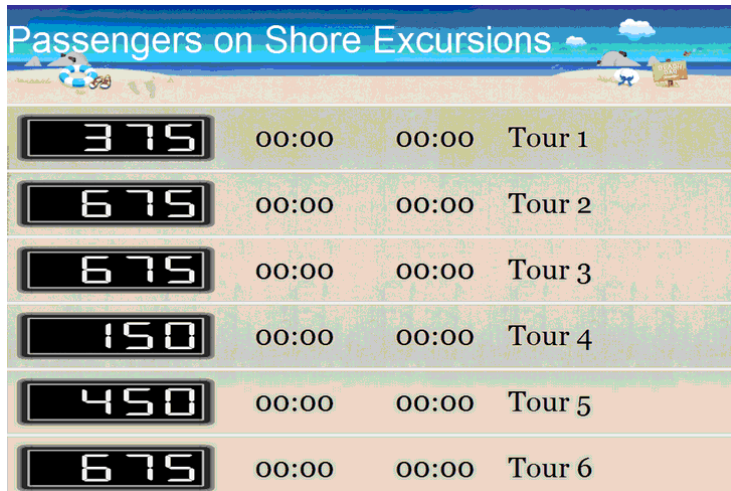 Passengers on Shore Excursions
375 00:00 00:00 Tour 1
675 00:00 00:00 Tour 2
675 00:00 00:00 Tour 3
150 00:00 00:00 Tour 4
450 00:00 00:00 Tour 5
675 00:00 00:00 Tour 6